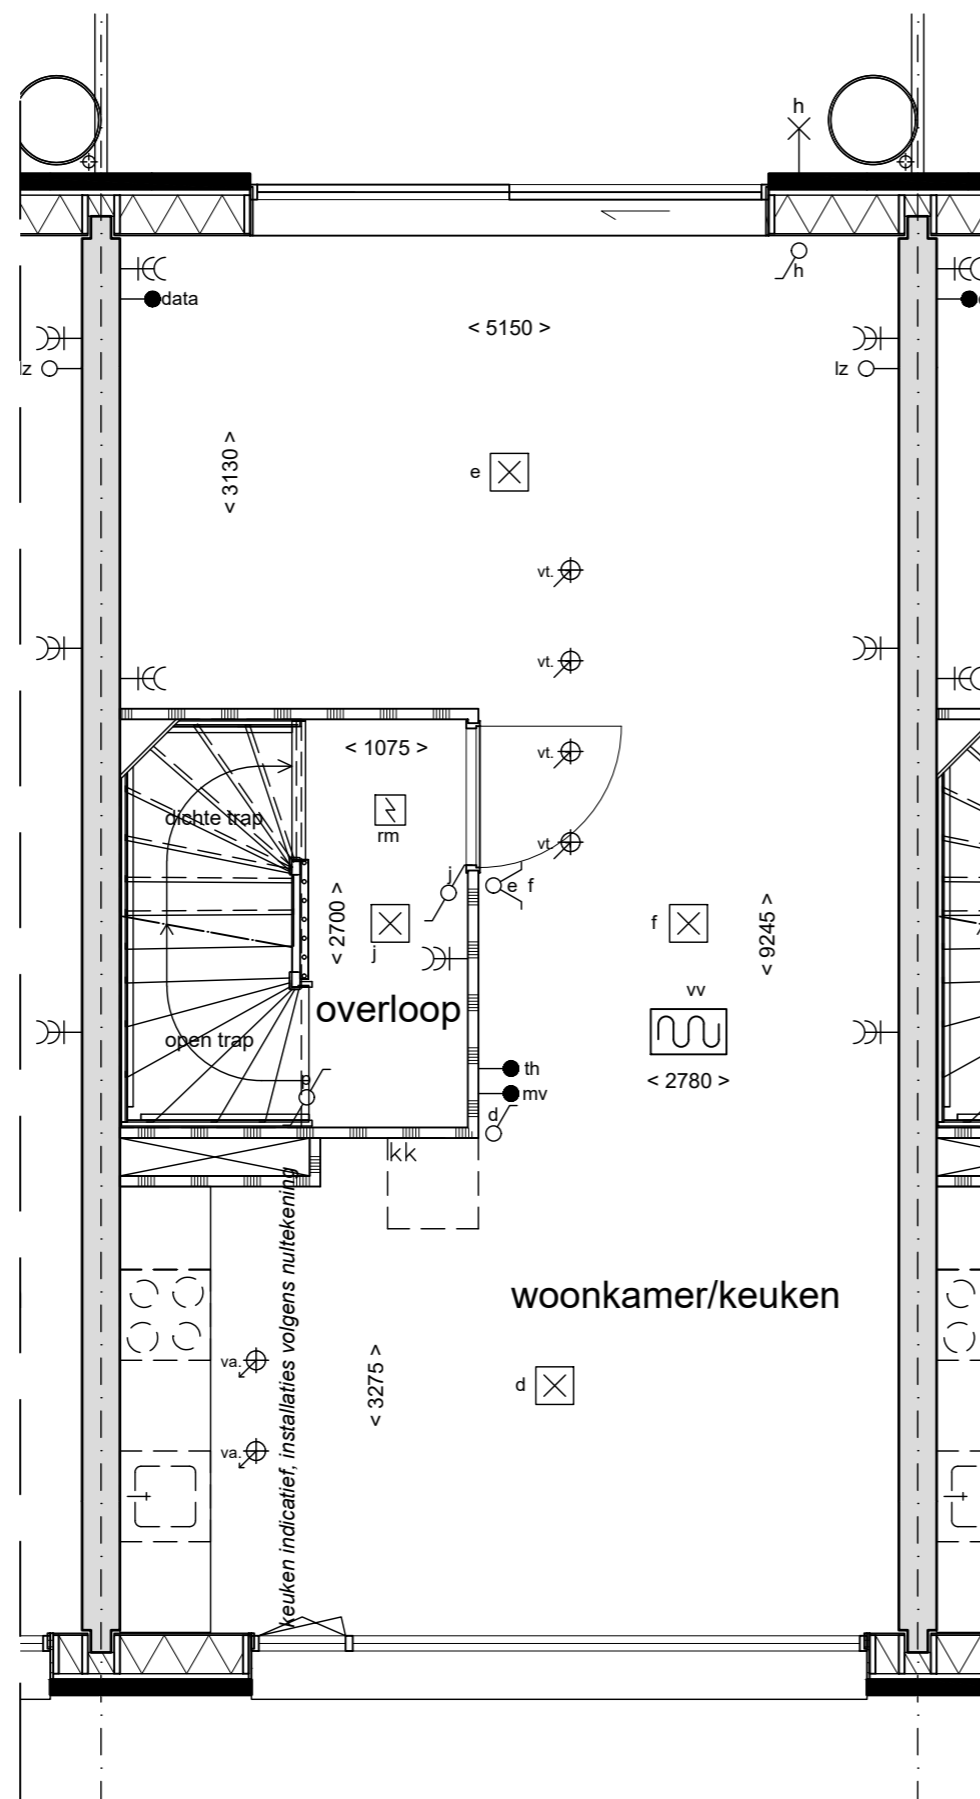 h
h
data
lz
lz
< 5150 >
< 3130 >
e
vt.
vt.
< 1075 >
vt.
dichte trap
rm
vt.
j
e f
< 2700 >
j
f
< 9245 >
vv
overloop
open trap
th
< 2780 >
mv
d
kk
keuken indicatief, installaties volgens nultekening
woonkamer/keuken
va.
< 3275 >
d
va.